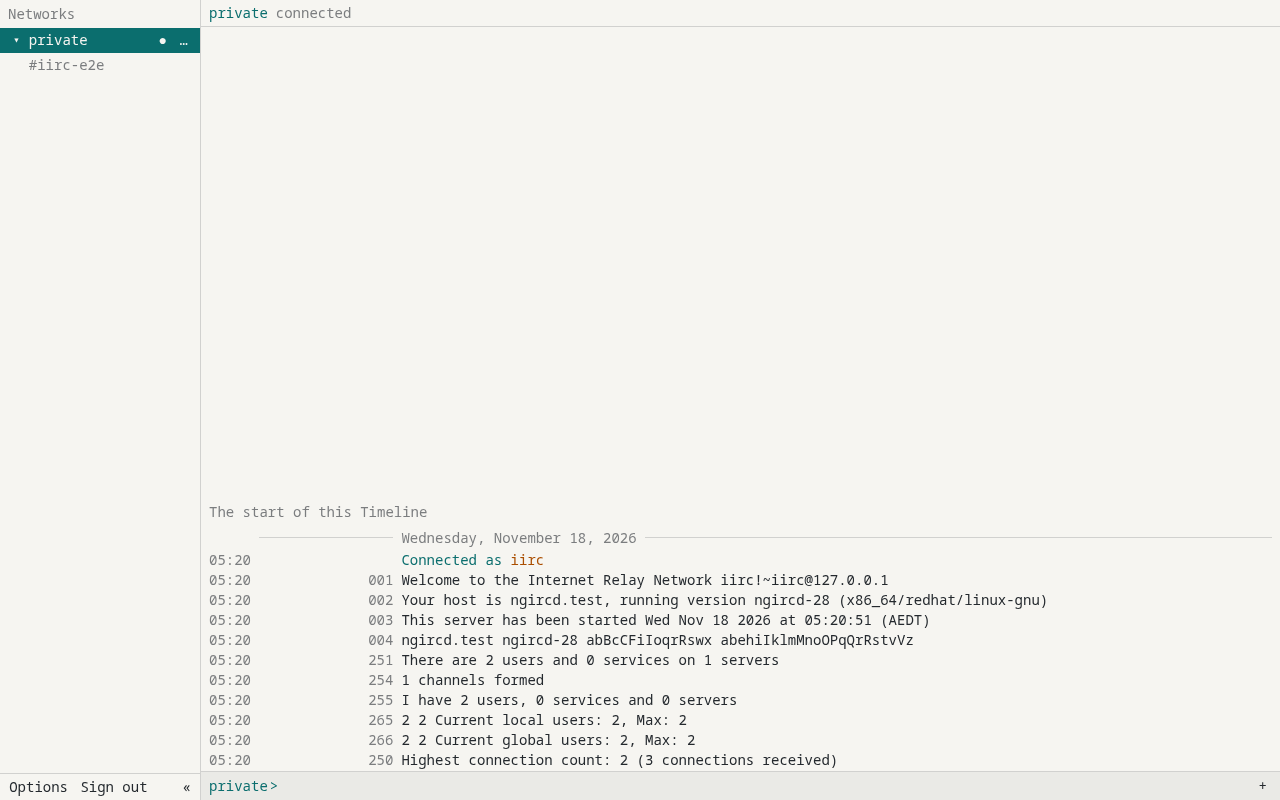 Networks
▾ private ● …
#iirc-e2e
Options Sign out «
private connected
The start of this Timeline
Wednesday, November 18, 2026
05:20 Connected as iirc
05:20 001 Welcome to the Internet Relay Network iirc!~iirc@127.0.0.1
05:20 002 Your host is ngircd.test, running version ngircd-28 (x86_64/redhat/linux-gnu)
05:20 003 This server has been started Wed Nov 18 2026 at 05:20:51 (AEDT)
05:20 004 ngircd.test ngircd-28 abBcCFiIoqrRswx abehiIklmMnoOPqQrRstvVz
05:20 251 There are 2 users and 0 services on 1 servers
05:20 254 1 channels formed
05:20 255 I have 2 users, 0 services and 0 servers
05:20 265 2 2 Current local users: 2, Max: 2
05:20 266 2 2 Current global users: 2, Max: 2
05:20 250 Highest connection count: 2 (3 connections received)
private> +